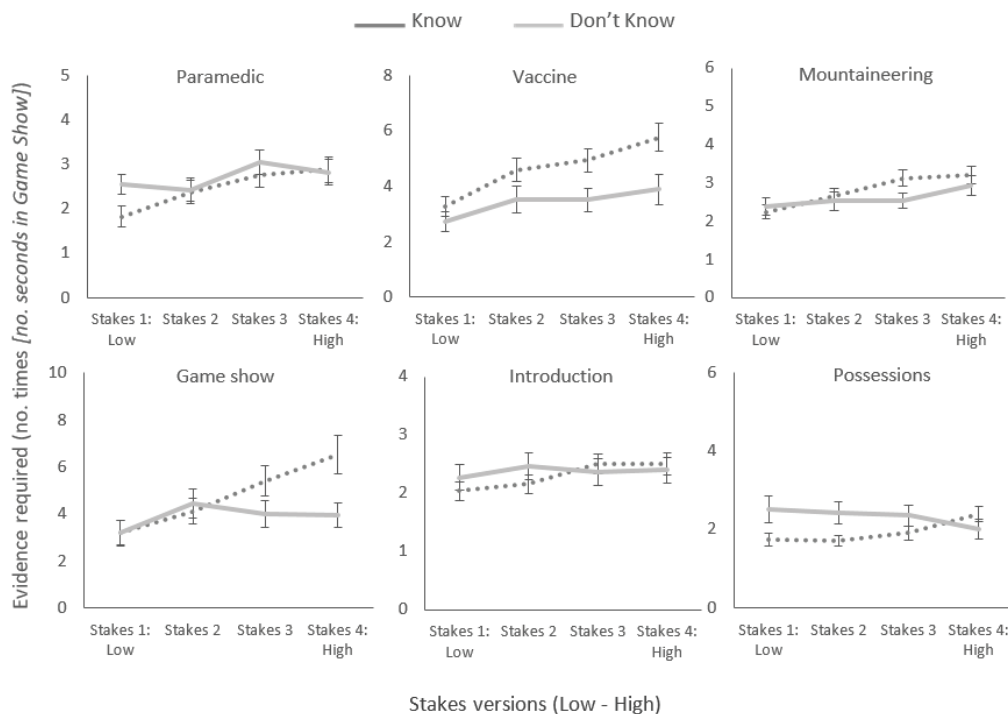 Know Don't Know
Evidence required (no. times [no. seconds in Game Show])
Paramedic
5
4
3
2
1
0
Stakes 1: Stakes 2 Stakes 3 Stakes 4:
Low High
Vaccine
8
6
4
2
0
Stakes 1: Stakes 2 Stakes 3 Stakes 4:
Low High
Mountaineering
6
5
4
3
2
1
0
Stakes 1: Stakes 2 Stakes 3 Stakes 4:
Low High
Game show
10
8
6
4
2
0
Stakes 1: Stakes 2 Stakes 3 Stakes 4:
Low High
Introduction
4
3
2
1
0
Stakes 1: Stakes 2 Stakes 3 Stakes 4:
Low High
Possessions
6
4
2
0
Stakes 1: Stakes 2 Stakes 3 Stakes 4:
Low High
Stakes versions (Low - High)